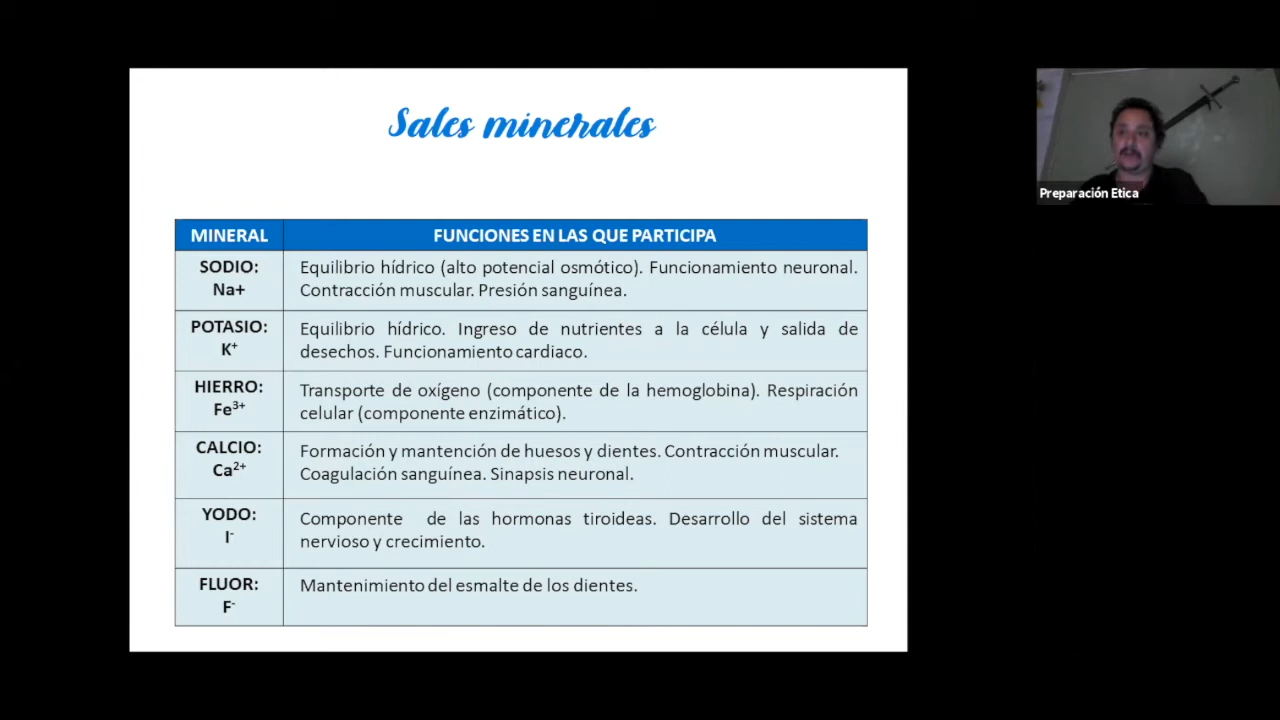 Sales minerales
MINERAL FUNCIONES EN LAS QUE PARTICIPA
SODIO:
Na+
Equilibrio hídrico (alto potencial osmótico). Funcionamiento neuronal.
Contracción muscular. Presión sanguínea.
POTASIO:
K⁺
Equilibrio hídrico. Ingreso de nutrientes a la célula y salida de
desechos. Funcionamiento cardiaco.
HIERRO:
Fe³⁺
Transporte de oxígeno (componente de la hemoglobina). Respiración
celular (componente enzimático).
CALCIO:
Ca²⁺
Formación y mantención de huesos y dientes. Contracción muscular.
Coagulación sanguínea. Sinapsis neuronal.
YODO:
I⁻
Componente de las hormonas tiroideas. Desarrollo del sistema
nervioso y crecimiento.
FLUOR:
F⁻
Mantenimiento del esmalte de los dientes.
Preparación Etica